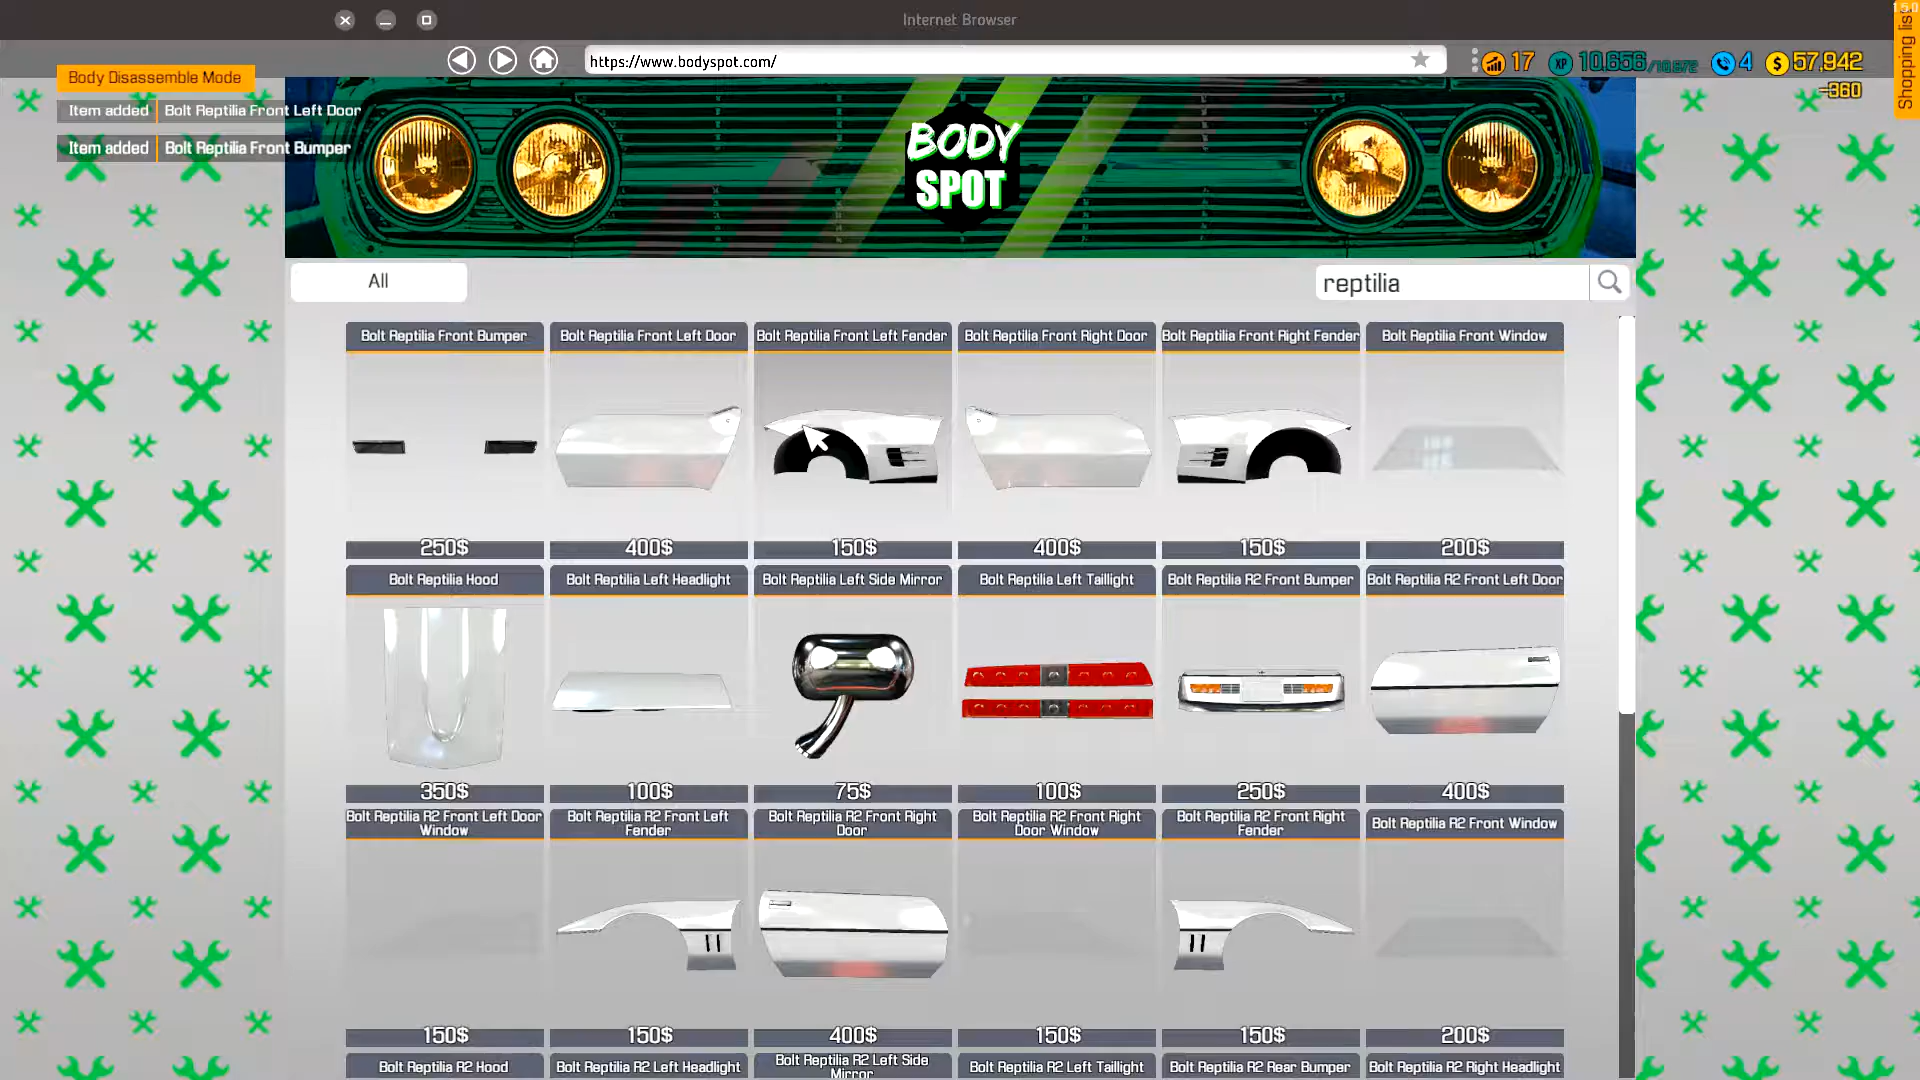 Internet Browser
1.5.0
Shopping lis
https://www.bodyspot.com/
17
XP 10,656/10,872
4
$ 57,942
-360
Body Disassemble Mode
Item added Bolt Reptilia Front Left Door
Item added Bolt Reptilia Front Bumper
BODY
SPOT
All
reptilia
Bolt Reptilia Front Bumper
Bolt Reptilia Front Left Door
Bolt Reptilia Front Left Fender
Bolt Reptilia Front Right Door
Bolt Reptilia Front Right Fender
Bolt Reptilia Front Window
250$
400$
150$
400$
150$
200$
Bolt Reptilia Hood
Bolt Reptilia Left Headlight
Bolt Reptilia Left Side Mirror
Bolt Reptilia Left Taillight
Bolt Reptilia R2 Front Bumper
Bolt Reptilia R2 Front Left Door
350$
100$
75$
100$
250$
400$
Bolt Reptilia R2 Front Left Door
Window
Bolt Reptilia R2 Front Left
Fender
Bolt Reptilia R2 Front Right
Door
Bolt Reptilia R2 Front Right
Door Window
Bolt Reptilia R2 Front Right
Fender
Bolt Reptilia R2 Front Window
150$
150$
400$
150$
150$
200$
Bolt Reptilia R2 Hood
Bolt Reptilia R2 Left Headlight
Bolt Reptilia R2 Left Side
Mirror
Bolt Reptilia R2 Left Taillight
Bolt Reptilia R2 Rear Bumper
Bolt Reptilia R2 Right Headlight